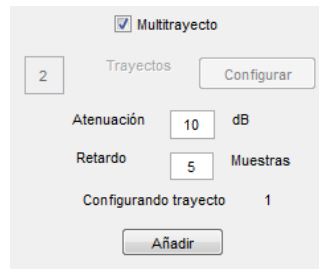 Multitrayecto
2 Trayectos Configurar
Atenuación 10 dB
Retardo 5 Muestras
Configurando trayecto 1
Añadir